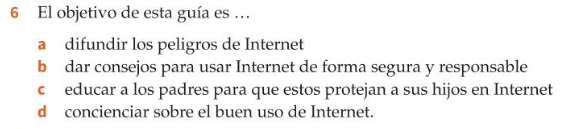 6 El objetivo de esta guía es …
a difundir los peligros de Internet
b dar consejos para usar Internet de forma segura y responsable
c educar a los padres para que estos protejan a sus hijos en Internet
d concienciar sobre el buen uso de Internet.